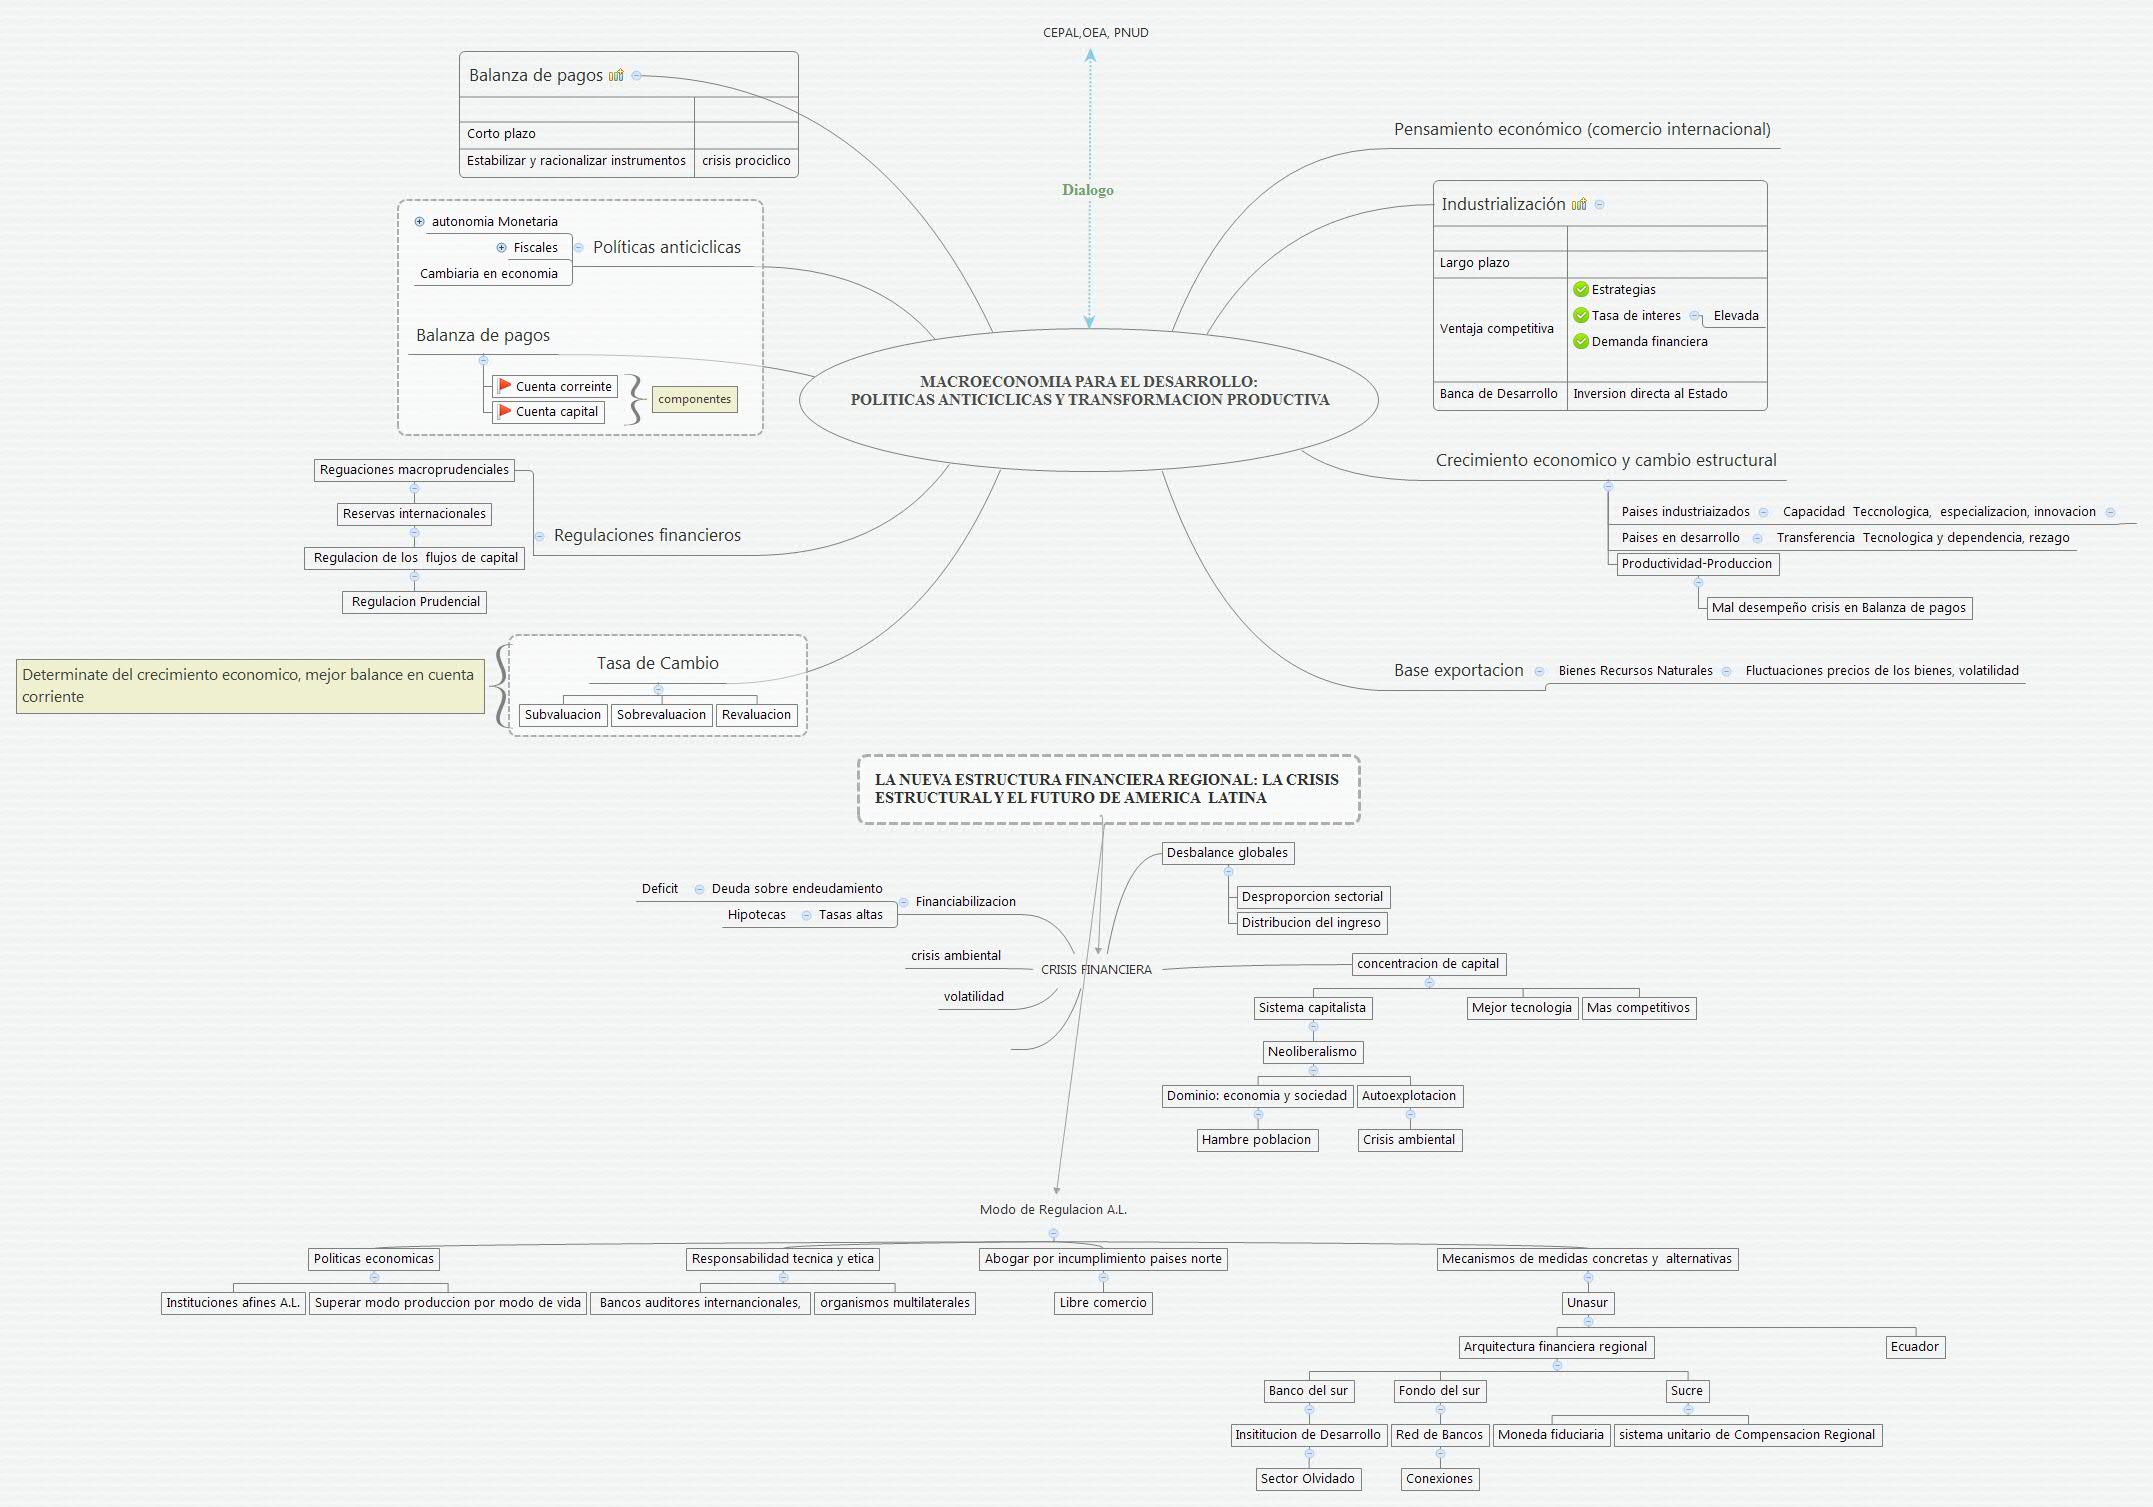 CEPAL,OEA, PNUD
Dialogo
Balanza de pagos
Corto plazo
Estabilizar y racionalizar instrumentos
crisis prociclico
autonomia Monetaria
Fiscales
Cambiaria en economia
Políticas anticiclicas
Balanza de pagos
Cuenta correinte
Cuenta capital
componentes
Pensamiento económico (comercio internacional)
Industrialización
Largo plazo
Ventaja competitiva
Estrategias
Tasa de interes
Elevada
Demanda financiera
Banca de Desarrollo
Inversion directa al Estado
MACROECONOMIA PARA EL DESARROLLO:
POLITICAS ANTICICLICAS Y TRANSFORMACION PRODUCTIVA
Reguaciones macroprudenciales
Reservas internacionales
Regulacion de los  flujos de capital
Regulacion Prudencial
Regulaciones financieros
Crecimiento economico y cambio estructural
Paises industriaizados
Capacidad  Teccnologica,  especializacion, innovacion
Paises en desarrollo
Transferencia  Tecnologica y dependencia, rezago
Productividad-Produccion
Mal desempeño crisis en Balanza de pagos
Determinate del crecimiento economico, mejor balance en cuenta
corriente
Tasa de Cambio
Subvaluacion
Sobrevaluacion
Revaluacion
Base exportacion
Bienes Recursos Naturales
Fluctuaciones precios de los bienes, volatilidad
LA NUEVA ESTRUCTURA FINANCIERA REGIONAL: LA CRISIS
ESTRUCTURAL Y EL FUTURO DE AMERICA  LATINA
Desbalance globales
Desproporcion sectorial
Distribucion del ingreso
Deficit
Deuda sobre endeudamiento
Hipotecas
Tasas altas
Financiabilizacion
crisis ambiental
volatilidad
CRISIS FINANCIERA
concentracion de capital
Sistema capitalista
Mejor tecnologia
Mas competitivos
Neoliberalismo
Dominio: economia y sociedad
Autoexplotacion
Hambre poblacion
Crisis ambiental
Modo de Regulacion A.L.
Politicas economicas
Responsabilidad tecnica y etica
Abogar por incumplimiento paises norte
Mecanismos de medidas concretas y  alternativas
Instituciones afines A.L.
Superar modo produccion por modo de vida
Bancos auditores internancionales,
organismos multilaterales
Libre comercio
Unasur
Arquitectura financiera regional
Ecuador
Banco del sur
Fondo del sur
Sucre
Insititucion de Desarrollo
Red de Bancos
Moneda fiduciaria
sistema unitario de Compensacion Regional
Sector Olvidado
Conexiones